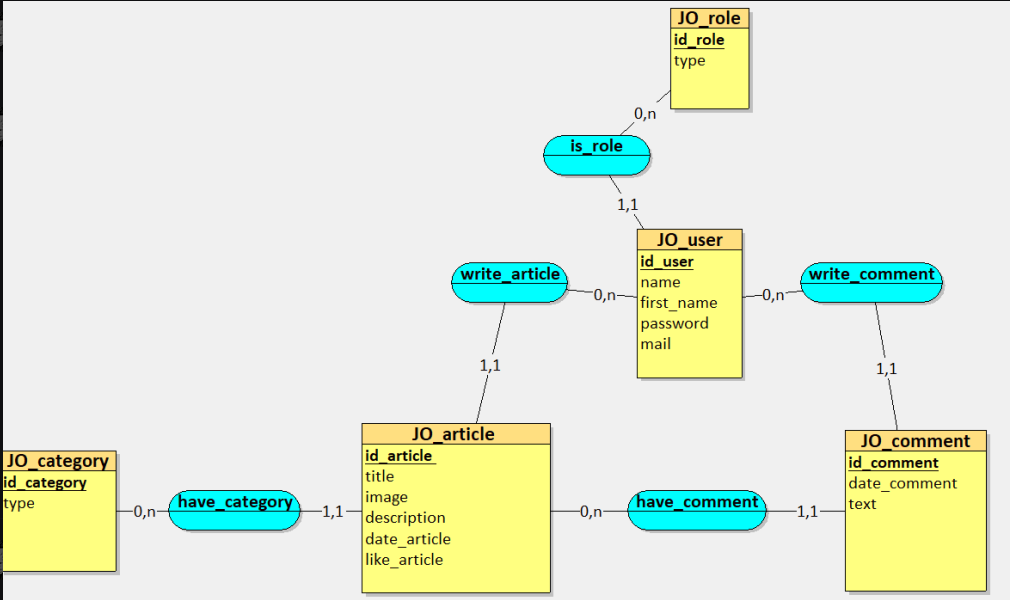 JO_role
id_role
type
0,n
is_role
1,1
JO_user
id_user
name
first_name
password
mail
write_article
0,n
0,n
write_comment
1,1
1,1
JO_article
id_article
title
image
description
date_article
like_article
JO_comment
id_comment
date_comment
text
JO_category
id_category
type
0,n
have_category
1,1
0,n
have_comment
1,1